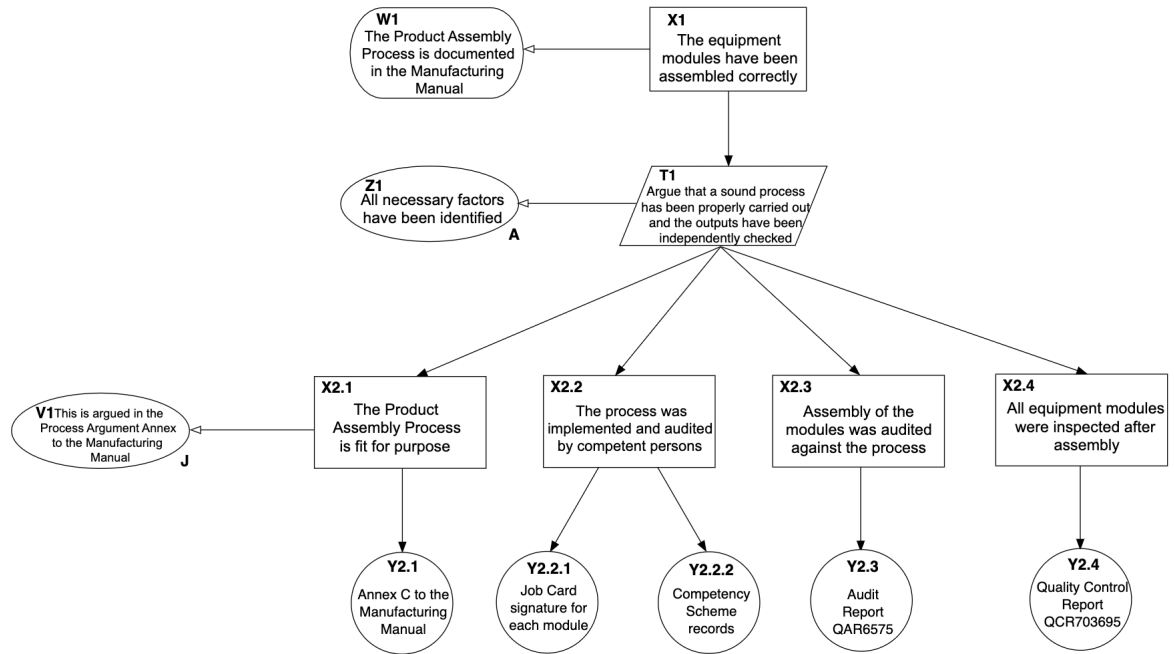 W1
The Product Assembly
Process is documented
in the Manufacturing
Manual
X1
The equipment
modules have been
assembled correctly
Z1
All necessary factors
have been identified
A
T1
Argue that a sound process
has been properly carried out
and the outputs have been
independently checked
X2.1
The Product
Assembly Process
is fit for purpose
X2.2
The process was
implemented and audited
by competent persons
X2.3
Assembly of the
modules was audited
against the process
X2.4
All equipment modules
were inspected after
assembly
V1 This is argued in the
Process Argument Annex
to the Manufacturing
Manual
J
Y2.1
Annex C to the
Manufacturing
Manual
Y2.2.1
Job Card
signature for
each module
Y2.2.2
Competency
Scheme
records
Y2.3
Audit
Report
QAR6575
Y2.4
Quality Control
Report
QCR703695